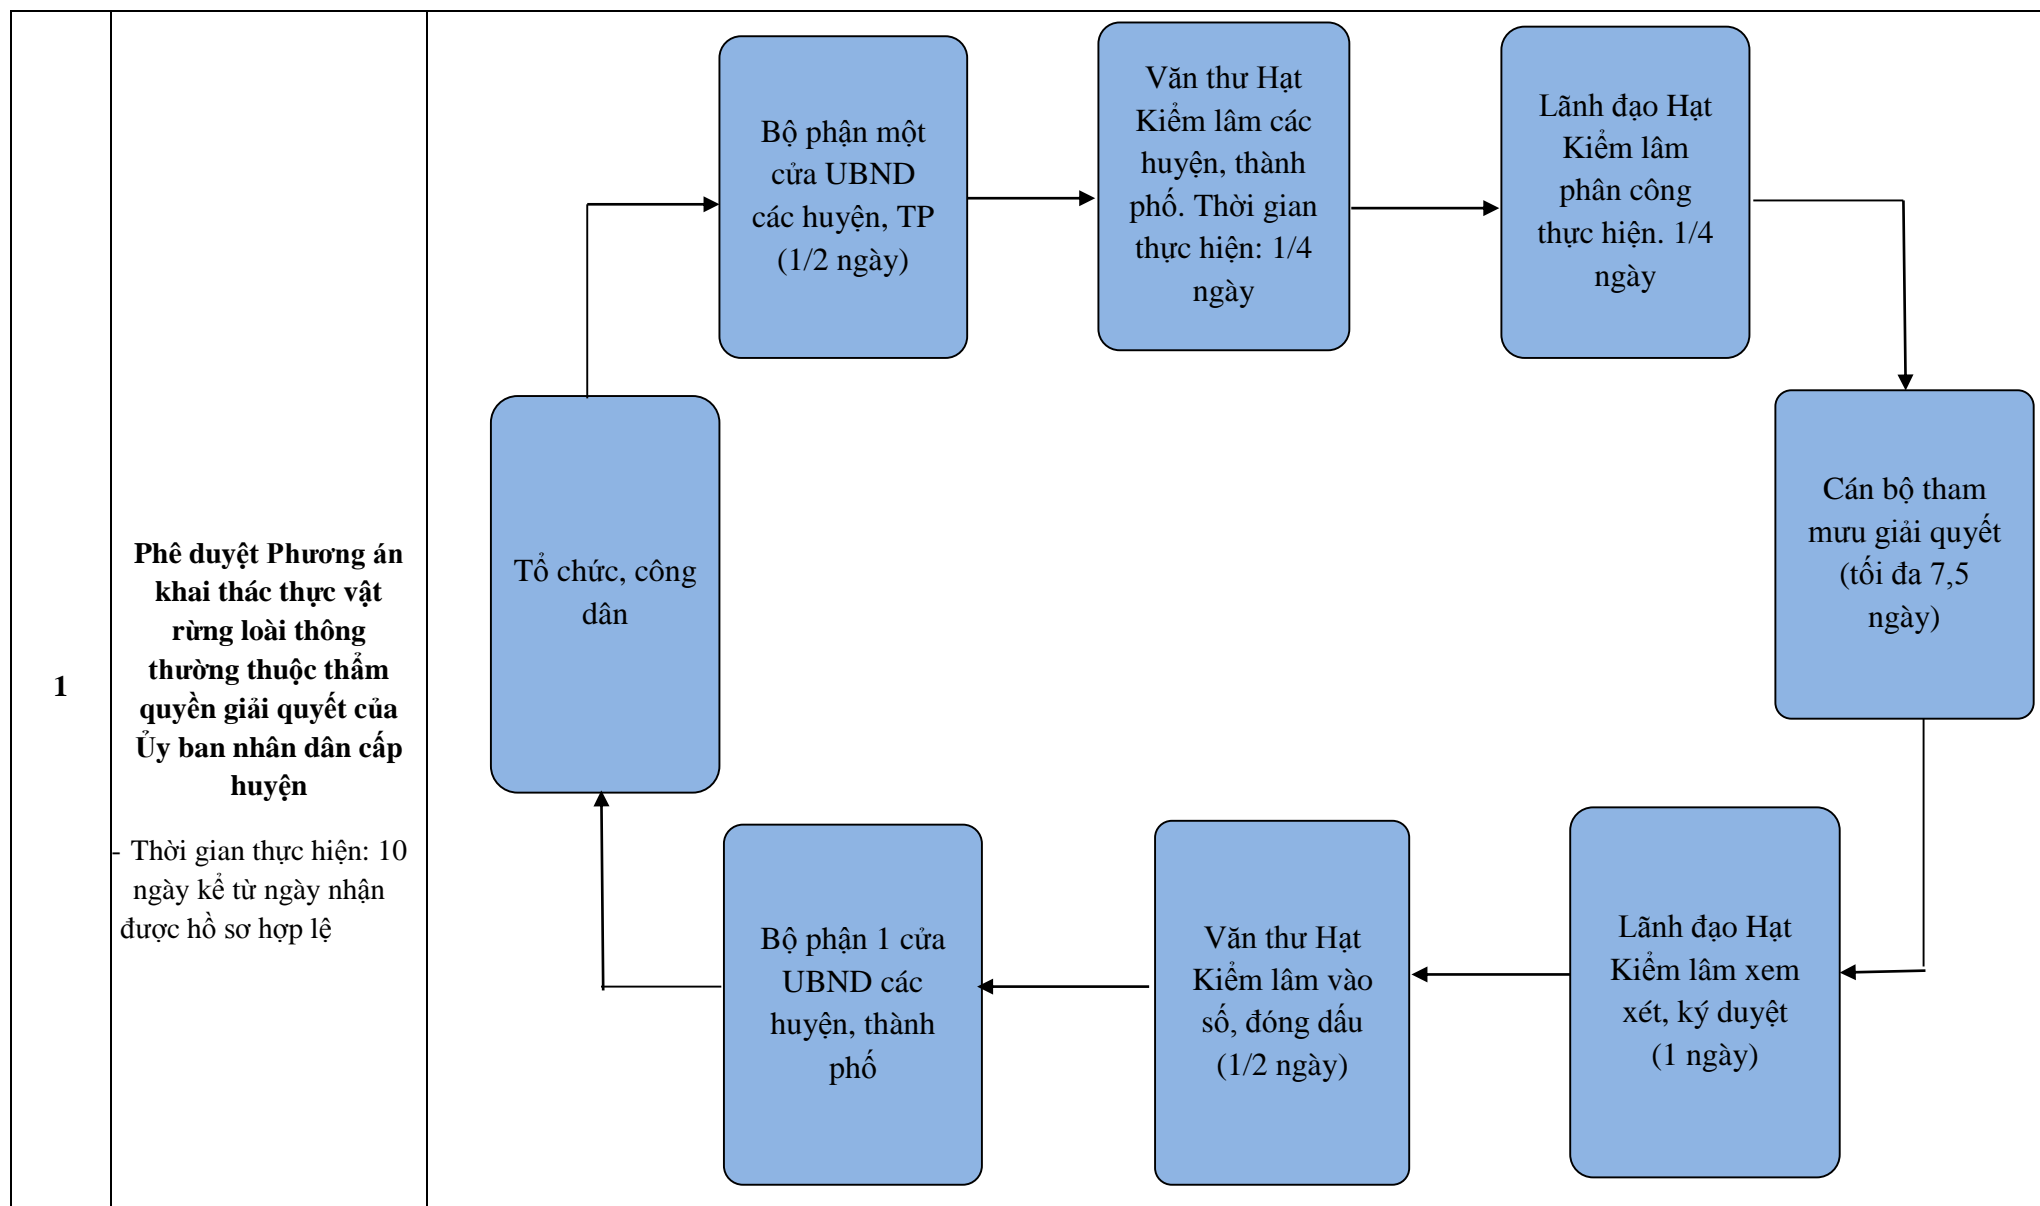 1
Phê duyệt Phương án
khai thác thực vật
rừng loài thông
thường thuộc thẩm
quyền giải quyết của
Ủy ban nhân dân cấp
huyện
- Thời gian thực hiện: 10
ngày kể từ ngày nhận
được hồ sơ hợp lệ
Tổ chức, công
dân
Bộ phận một
cửa UBND
các huyện, TP
(1/2 ngày)
Văn thư Hạt
Kiểm lâm các
huyện, thành
phố. Thời gian
thực hiện: 1/4
ngày
Lãnh đạo Hạt
Kiểm lâm
phân công
thực hiện. 1/4
ngày
Cán bộ tham
mưu giải quyết
(tối đa 7,5
ngày)
Lãnh đạo Hạt
Kiểm lâm xem
xét, ký duyệt
(1 ngày)
Văn thư Hạt
Kiểm lâm vào
số, đóng dấu
(1/2 ngày)
Bộ phận 1 cửa
UBND các
huyện, thành
phố